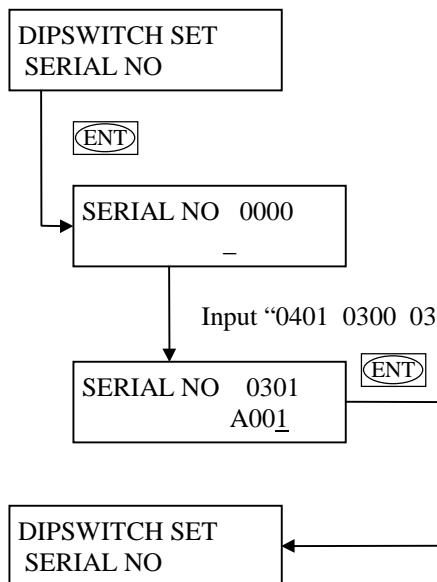 DIPSWITCH SET
SERIAL NO
ENT
SERIAL NO 0000
_
Input “0401 0300 03
SERIAL NO 0301
A001
ENT
DIPSWITCH SET
SERIAL NO